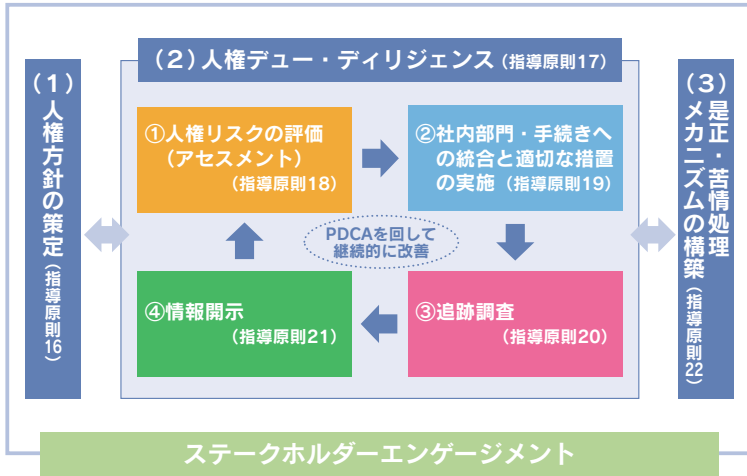 (1)人権方針の策定(指導原則16)
(2)人権デュー・ディリジェンス(指導原則17)
①人権リスクの評価
(アセスメント)
(指導原則18)
②社内部門・手続きへ
の統合と適切な措置
の実施(指導原則19)
PDCAを回して
継続的に改善
④情報開示
(指導原則21)
③追跡調査
(指導原則20)
(3)是正・苦情処理
メカニズムの構築(指導原則22)
ステークホルダーエンゲージメント